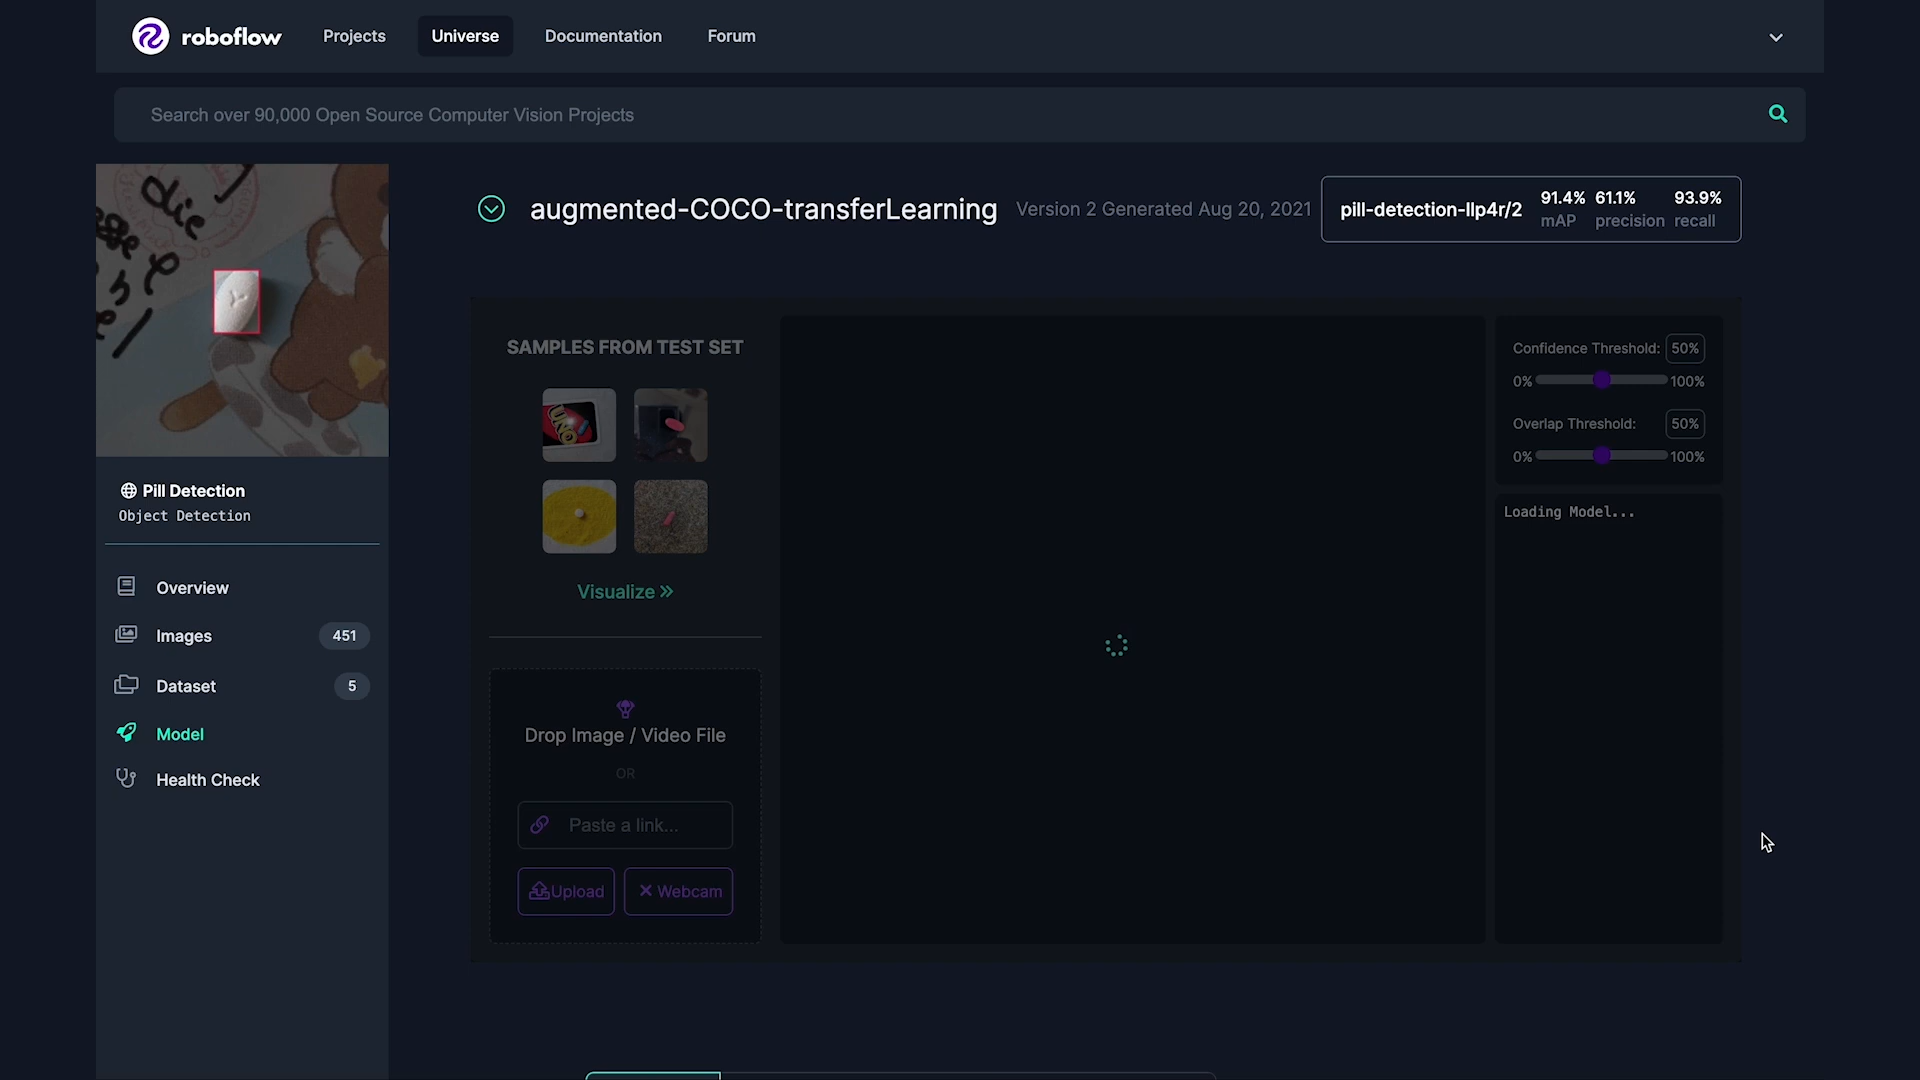 roboflow
Projects
Universe
Documentation
Forum
Search over 90,000 Open Source Computer Vision Projects
augmented-COCO-transferLearning
Version 2 Generated Aug 20, 2021
pill-detection-llp4r/2
91.4% 61.1% 93.9%
mAP precision recall
die
Pill Detection
Object Detection
Overview
Images 451
Dataset 5
Model
Health Check
SAMPLES FROM TEST SET
UNO
Visualize
Drop Image / Video File
OR
Paste a link...
Upload
Webcam
Confidence Threshold: 50%
0% 100%
Overlap Threshold: 50%
0% 100%
Loading Model...